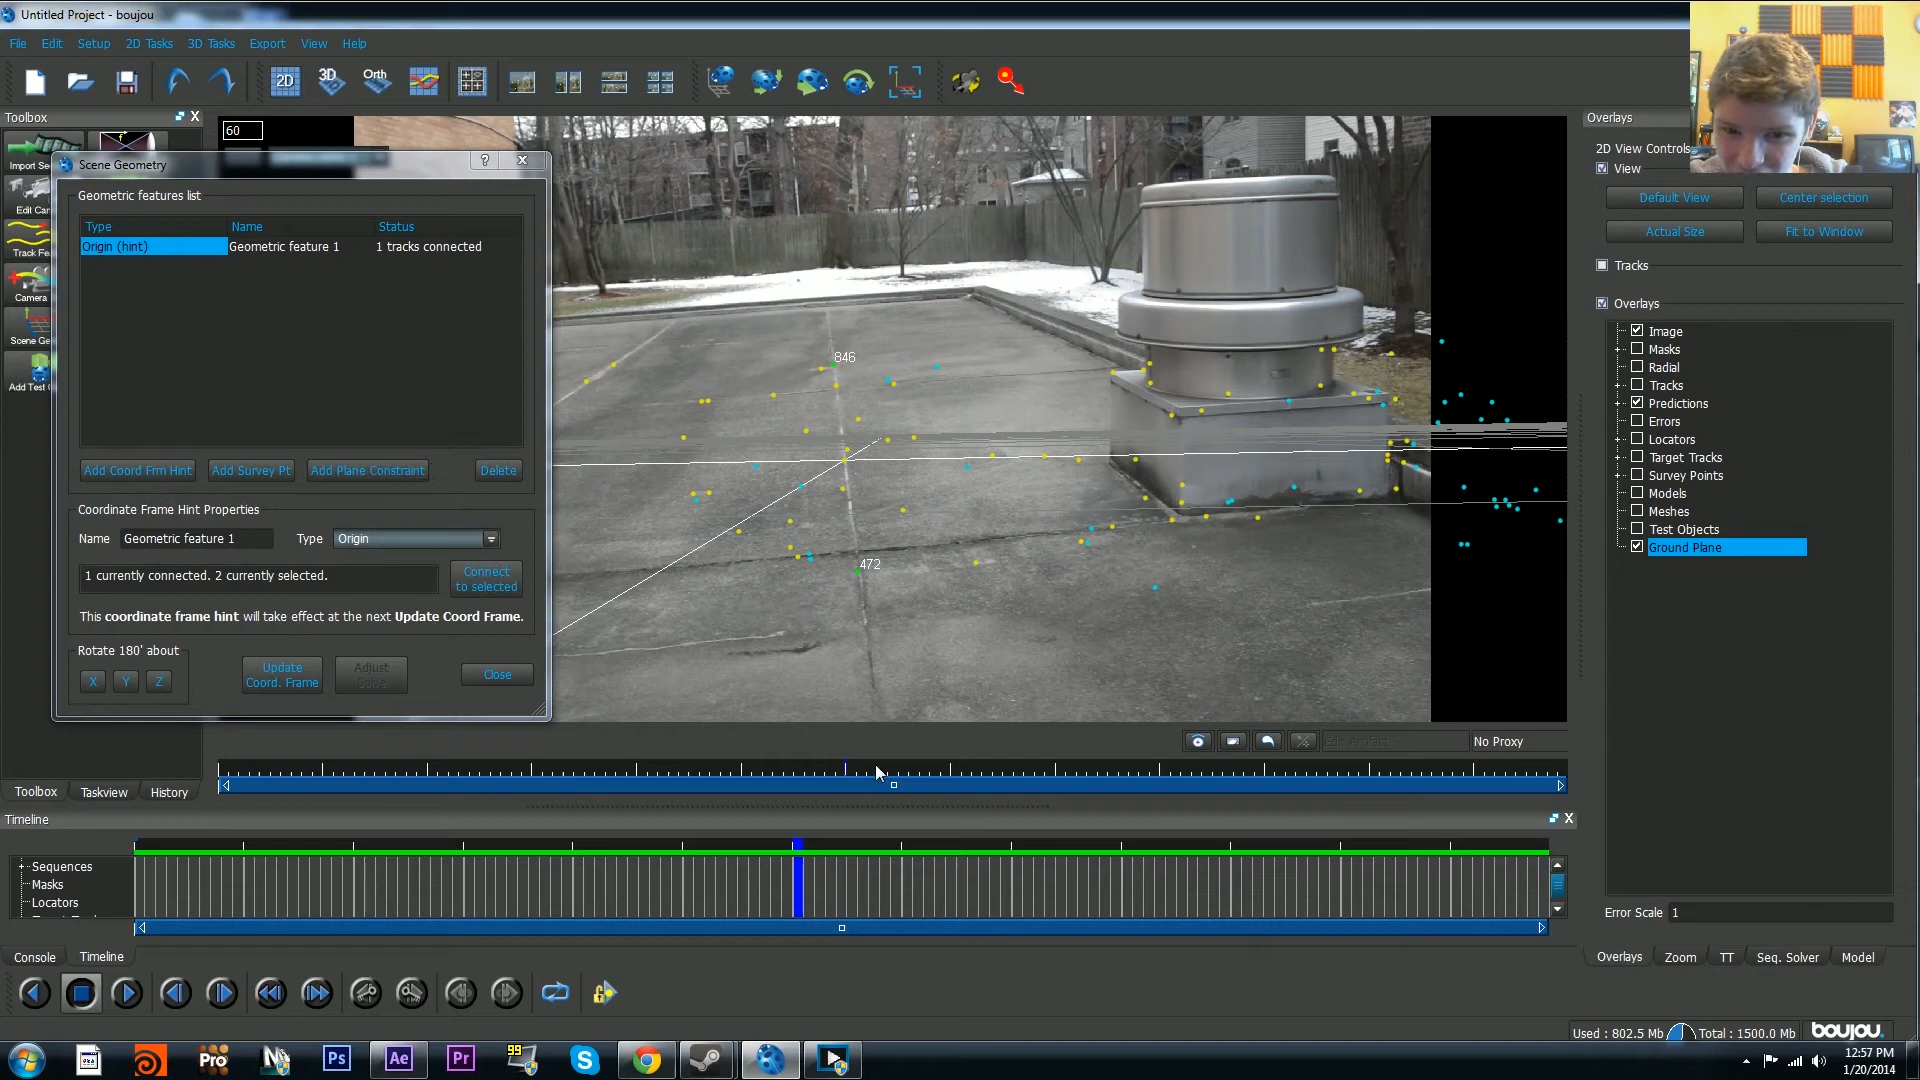 Untitled Project - boujou
File Edit Setup 2D Tasks 3D Tasks Export View Help
2D 3D Orth
Toolbox
60
Import Se
Edit Can
Track Fe
Camera
Scene Ge
Add Test O
Scene Geometry
Geometric features list
Type Name Status
Origin (hint) Geometric feature 1 1 tracks connected
Add Coord Frm Hint Add Survey Pt Add Plane Constraint Delete
Coordinate Frame Hint Properties
Name Geometric feature 1 Type Origin
1 currently connected. 2 currently selected. Connect to selected
This coordinate frame hint will take effect at the next Update Coord Frame.
Rotate 180' about
X Y Z
Update Coord. Frame
Adjust Solve
Close
846
472
Overlays
2D View Controls
View
Default View Center selection
Actual Size Fit to Window
Tracks
Overlays
Image
Masks
Radial
Tracks
Predictions
Errors
Locators
Target Tracks
Survey Points
Models
Meshes
Test Objects
Ground Plane
Error Scale 1
Overlays Zoom TT Seq. Solver Model
No Proxy
Toolbox Taskview History
Timeline
Sequences
Masks
Locators
Console Timeline
Used : 802.5 Mb Total : 1500.0 Mb boujou.
Pro Ps Ae Pr 99
12:57 PM
1/20/2014